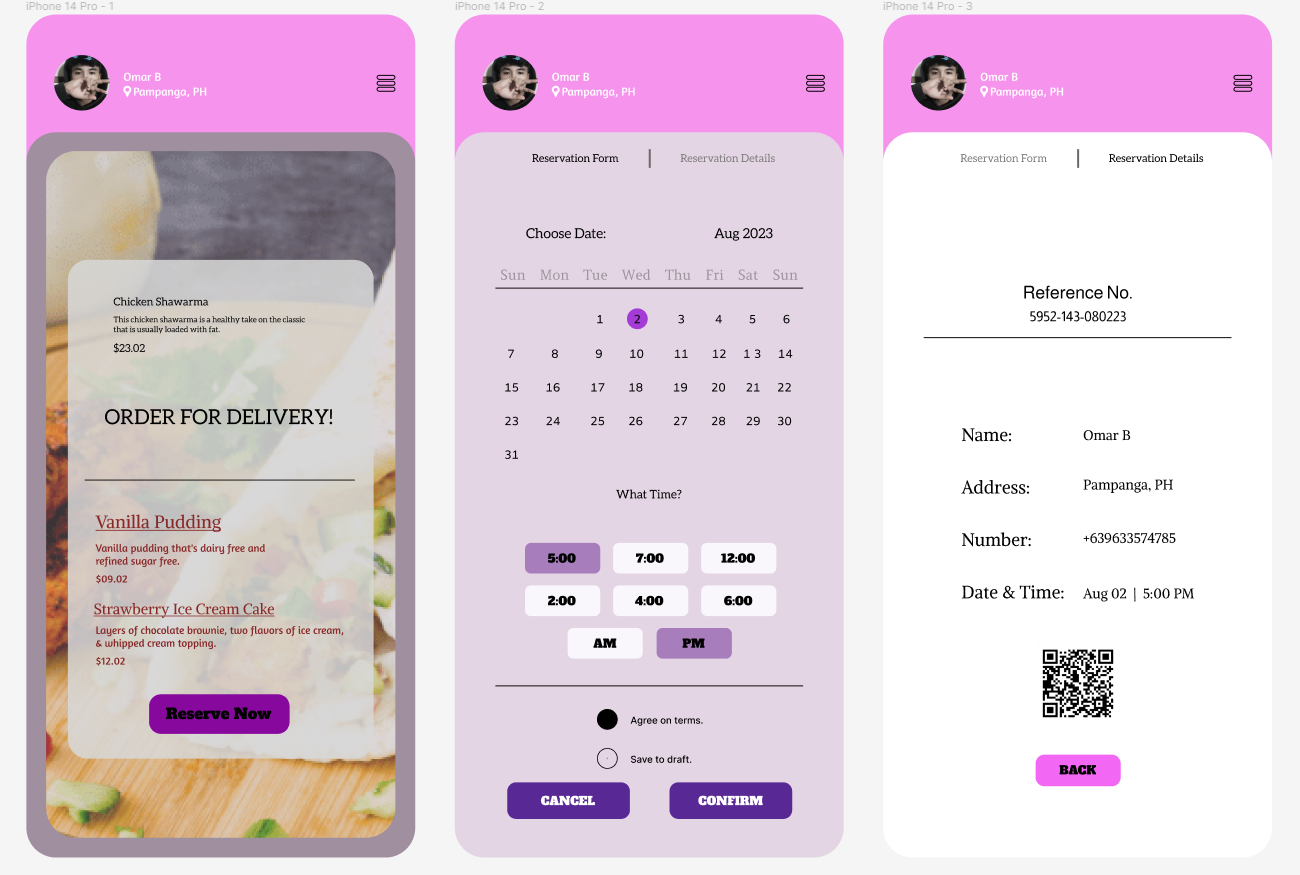 iPhone 14 Pro - 1
Omar B
Pampanga, PH
Chicken Shawarma
This chicken shawarma is a healthy take on the classic
that is usually loaded with fat.
$23.02
ORDER FOR DELIVERY!
Vanilla Pudding
Vanilla pudding that's dairy free and
refined sugar free.
$09.02
Strawberry Ice Cream Cake
Layers of chocolate brownie, two flavors of ice cream,
& whipped cream topping.
$12.02
Reserve Now
iPhone 14 Pro - 2
Omar B
Pampanga, PH
Reservation Form | Reservation Details
Choose Date: Aug 2023
Sun Mon Tue Wed Thu Fri Sat Sun
1 2 3 4 5 6
7 8 9 10 11 12 1 3 14
15 16 17 18 19 20 21 22
23 24 25 26 27 28 29 30
31
What Time?
5:00 7:00 12:00
2:00 4:00 6:00
AM PM
Agree on terms.
Save to draft.
CANCEL CONFIRM
iPhone 14 Pro - 3
Omar B
Pampanga, PH
Reservation Form | Reservation Details
Reference No.
5952-143-080223
Name: Omar B
Address: Pampanga, PH
Number: +639633574785
Date & Time: Aug 02 | 5:00 PM
BACK